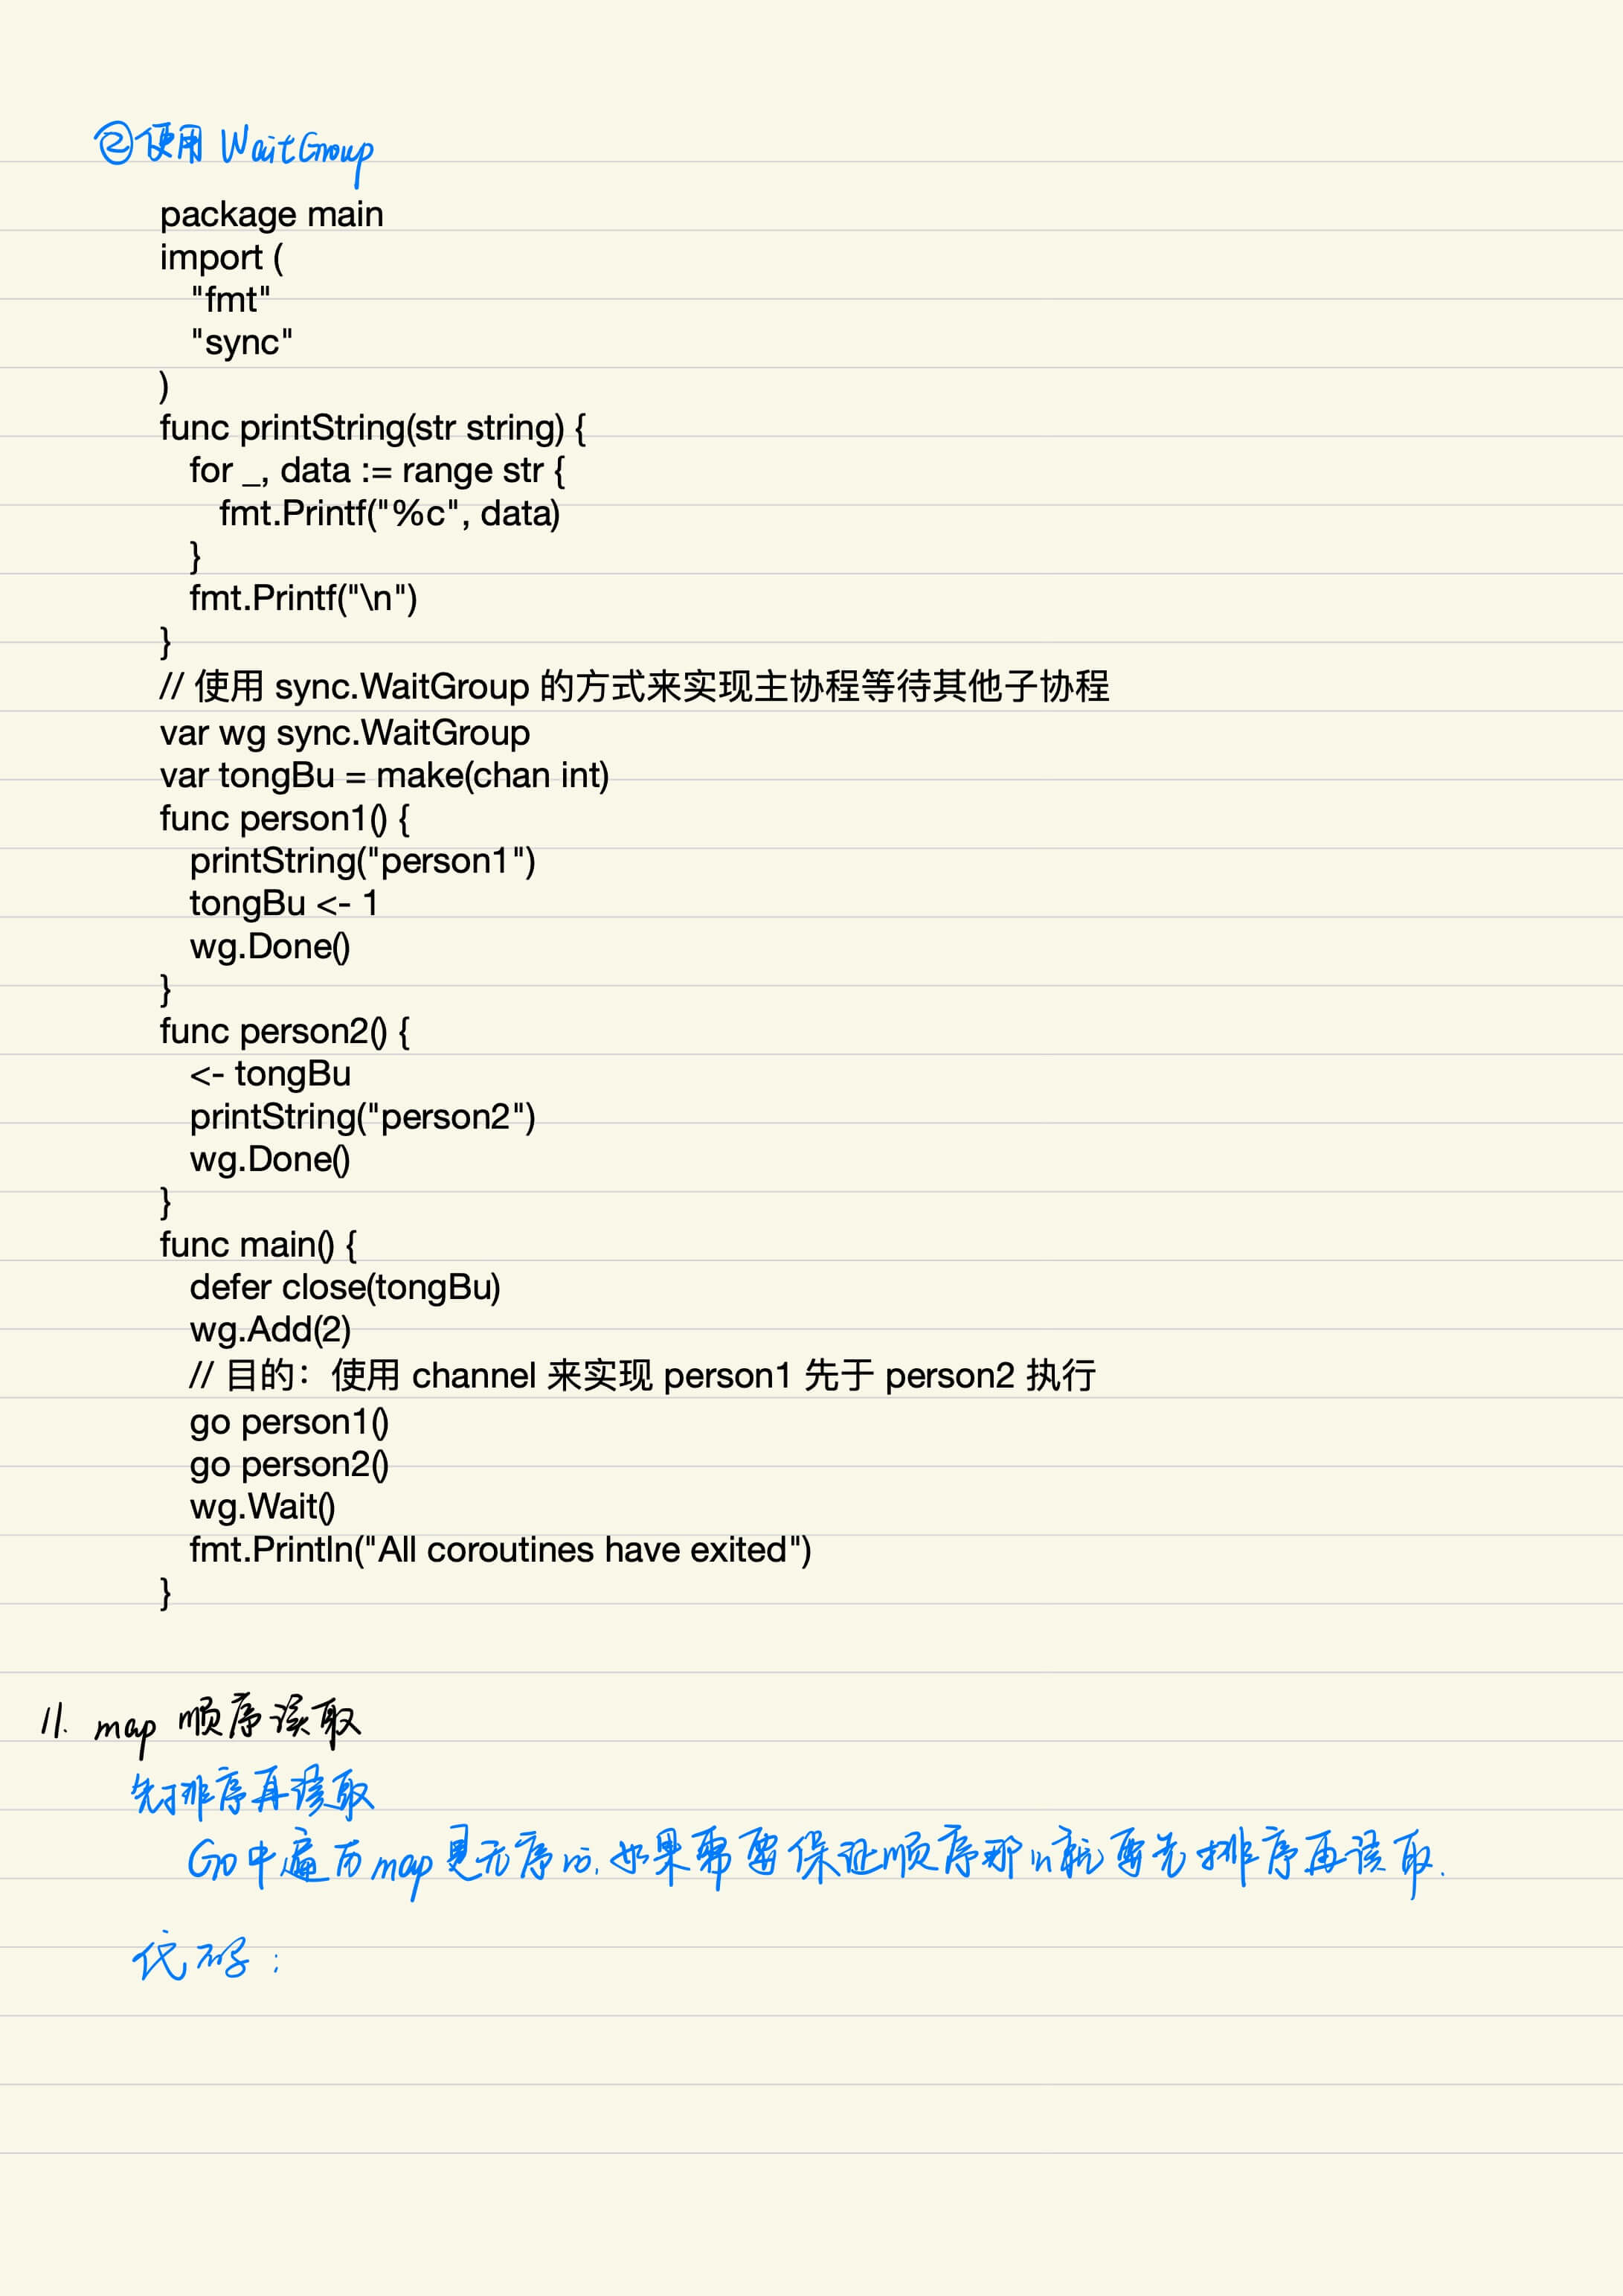 ②使用 WaitGroup
package main
import (
    "fmt"
    "sync"
)
func printString(str string) {
    for _, data := range str {
        fmt.Printf("%c", data)
    }
    fmt.Printf("\n")
}
// 使用 sync.WaitGroup 的方式来实现主协程等待其他子协程
var wg sync.WaitGroup
var tongBu = make(chan int)
func person1() {
    printString("person1")
    tongBu <- 1
    wg.Done()
}
func person2() {
    <- tongBu
    printString("person2")
    wg.Done()
}
func main() {
    defer close(tongBu)
    wg.Add(2)
    // 目的：使用 channel 来实现 person1 先于 person2 执行
    go person1()
    go person2()
    wg.Wait()
    fmt.Println("All coroutines have exited")
}
11. map 顺序读取
先排序再读取
Go中遍历map是无序的,如果需要保证顺序那么就要先排序再读取.
代码: